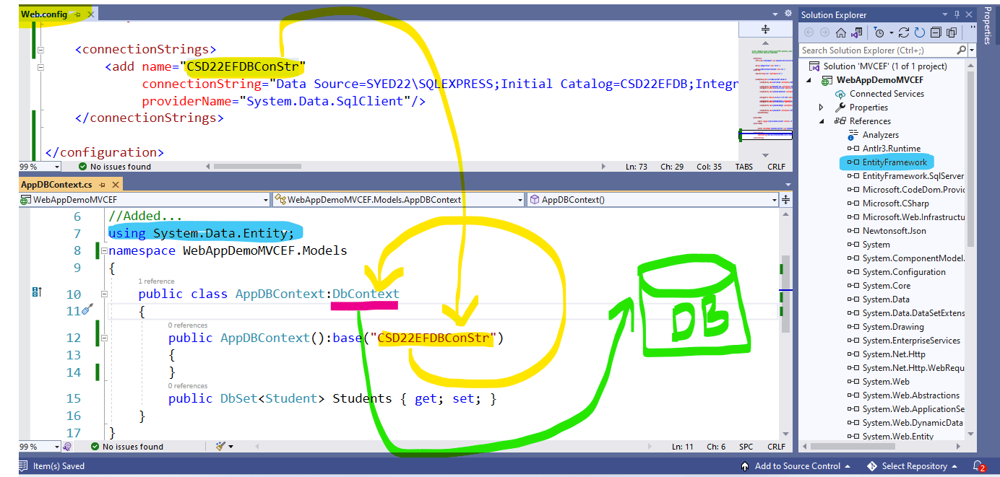 Web.config
<connectionStrings>
<add name="CSD22EFDBConStr"
connectionString="Data Source=SYED22\SQLEXPRESS;Initial Catalog=CSD22EFDB;Integr
providerName="System.Data.SqlClient"/>
</connectionStrings>
</configuration>
99 % No issues found Ln: 73 Ch: 29 Col: 35 TABS CRLF
AppDBContext.cs
WebAppDemoMVCEF WebAppDemoMVCEF.Models.AppDBContext AppDBContext()
6 //Added...
7 using System.Data.Entity;
8 namespace WebAppDemoMVCEF.Models
9 {
1 reference
10 public class AppDBContext:DbContext
11 {
0 references
12 public AppDBContext():base("CSD22EFDBConStr")
13 {
14 }
0 references
15 public DbSet<Student> Students { get; set; }
16 }
17 }
DB
99 % No issues found Ln: 11 Ch: 6 SPC CRLF
Solution Explorer
Search Solution Explorer (Ctrl+;)
Solution 'MVCEF' (1 of 1 project)
WebAppDemoMVCEF
Connected Services
Properties
References
Analyzers
Antlr3.Runtime
EntityFramework
EntityFramework.SqlServer
Microsoft.CodeDom.Provic
Microsoft.CSharp
Microsoft.Web.Infrastructu
Newtonsoft.Json
System
System.ComponentModel.
System.Configuration
System.Core
System.Data
System.Data.DataSetExtens
System.Drawing
System.EnterpriseServices
System.Net.Http
System.Net.Http.WebRequ
System.Web
System.Web.Abstractions
System.Web.ApplicationSe
System.Web.DynamicData
System.Web.Entity
Properties
Item(s) Saved Add to Source Control Select Repository 2